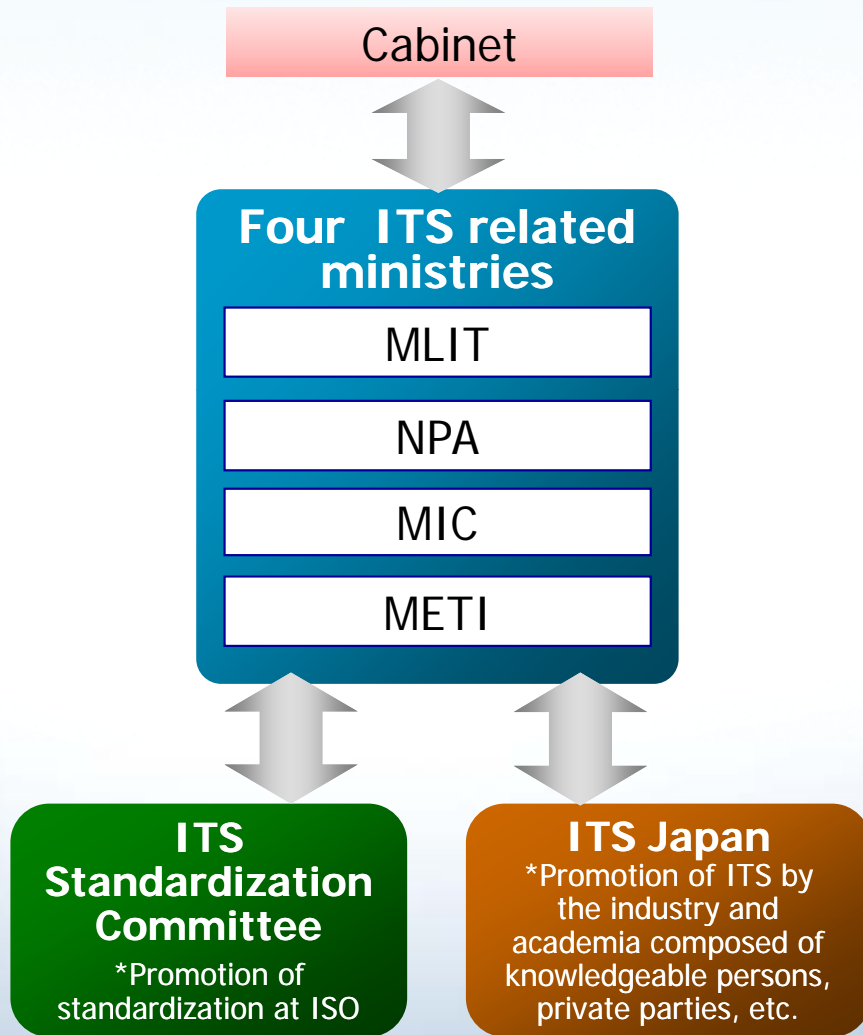 Cabinet
Four ITS related
ministries
MLIT
NPA
MIC
METI
ITS
Standardization
Committee
*Promotion of
standardization at ISO
ITS Japan
*Promotion of ITS by
the industry and
academia composed of
knowledgeable persons,
private parties, etc.